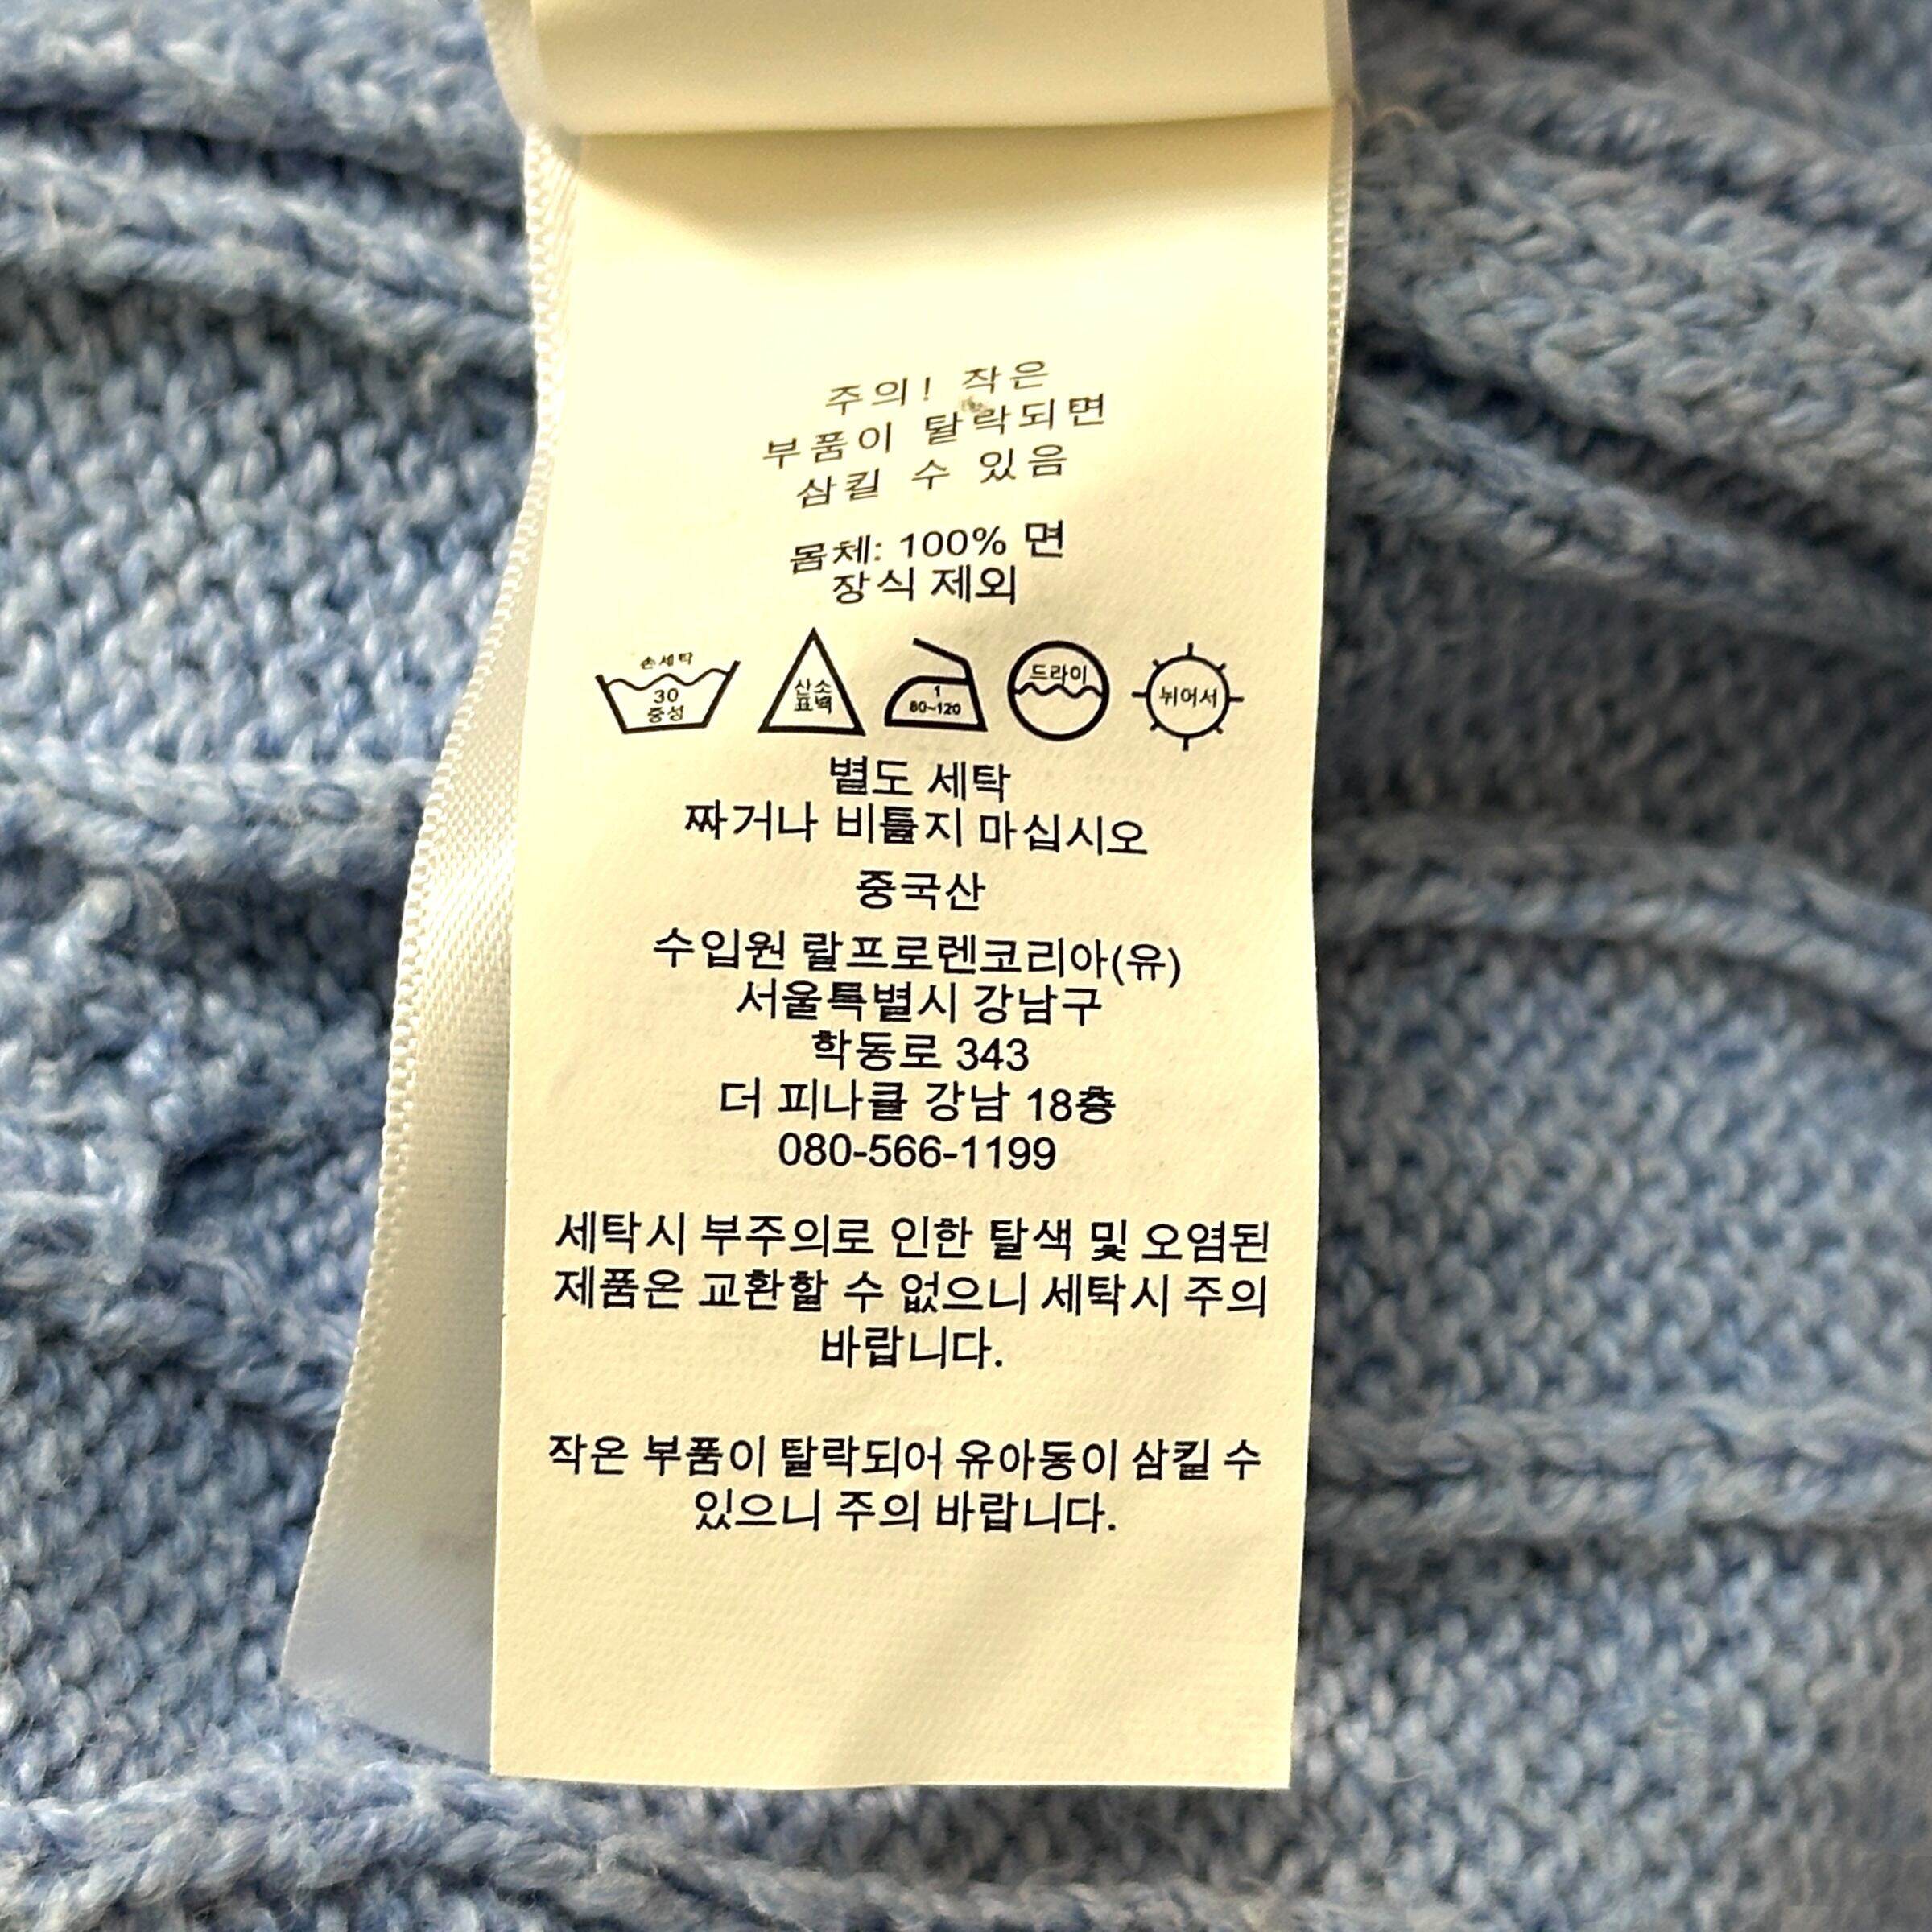 주의! 작은
부품이 탈락되면
삼킬 수 있음
몸체: 100% 면
장식 제외
손세탁
30
중성
산소
표백
1
80~120
드라이
뉘어서
별도 세탁
짜거나 비틀지 마십시오
중국산
수입원 랄프로렌코리아(유)
서울특별시 강남구
학동로 343
더 피나클 강남 18층
080-566-1199
세탁시 부주의로 인한 탈색 및 오염된
제품은 교환할 수 없으니 세탁시 주의
바랍니다.
작은 부품이 탈락되어 유아동이 삼킬 수
있으니 주의 바랍니다.